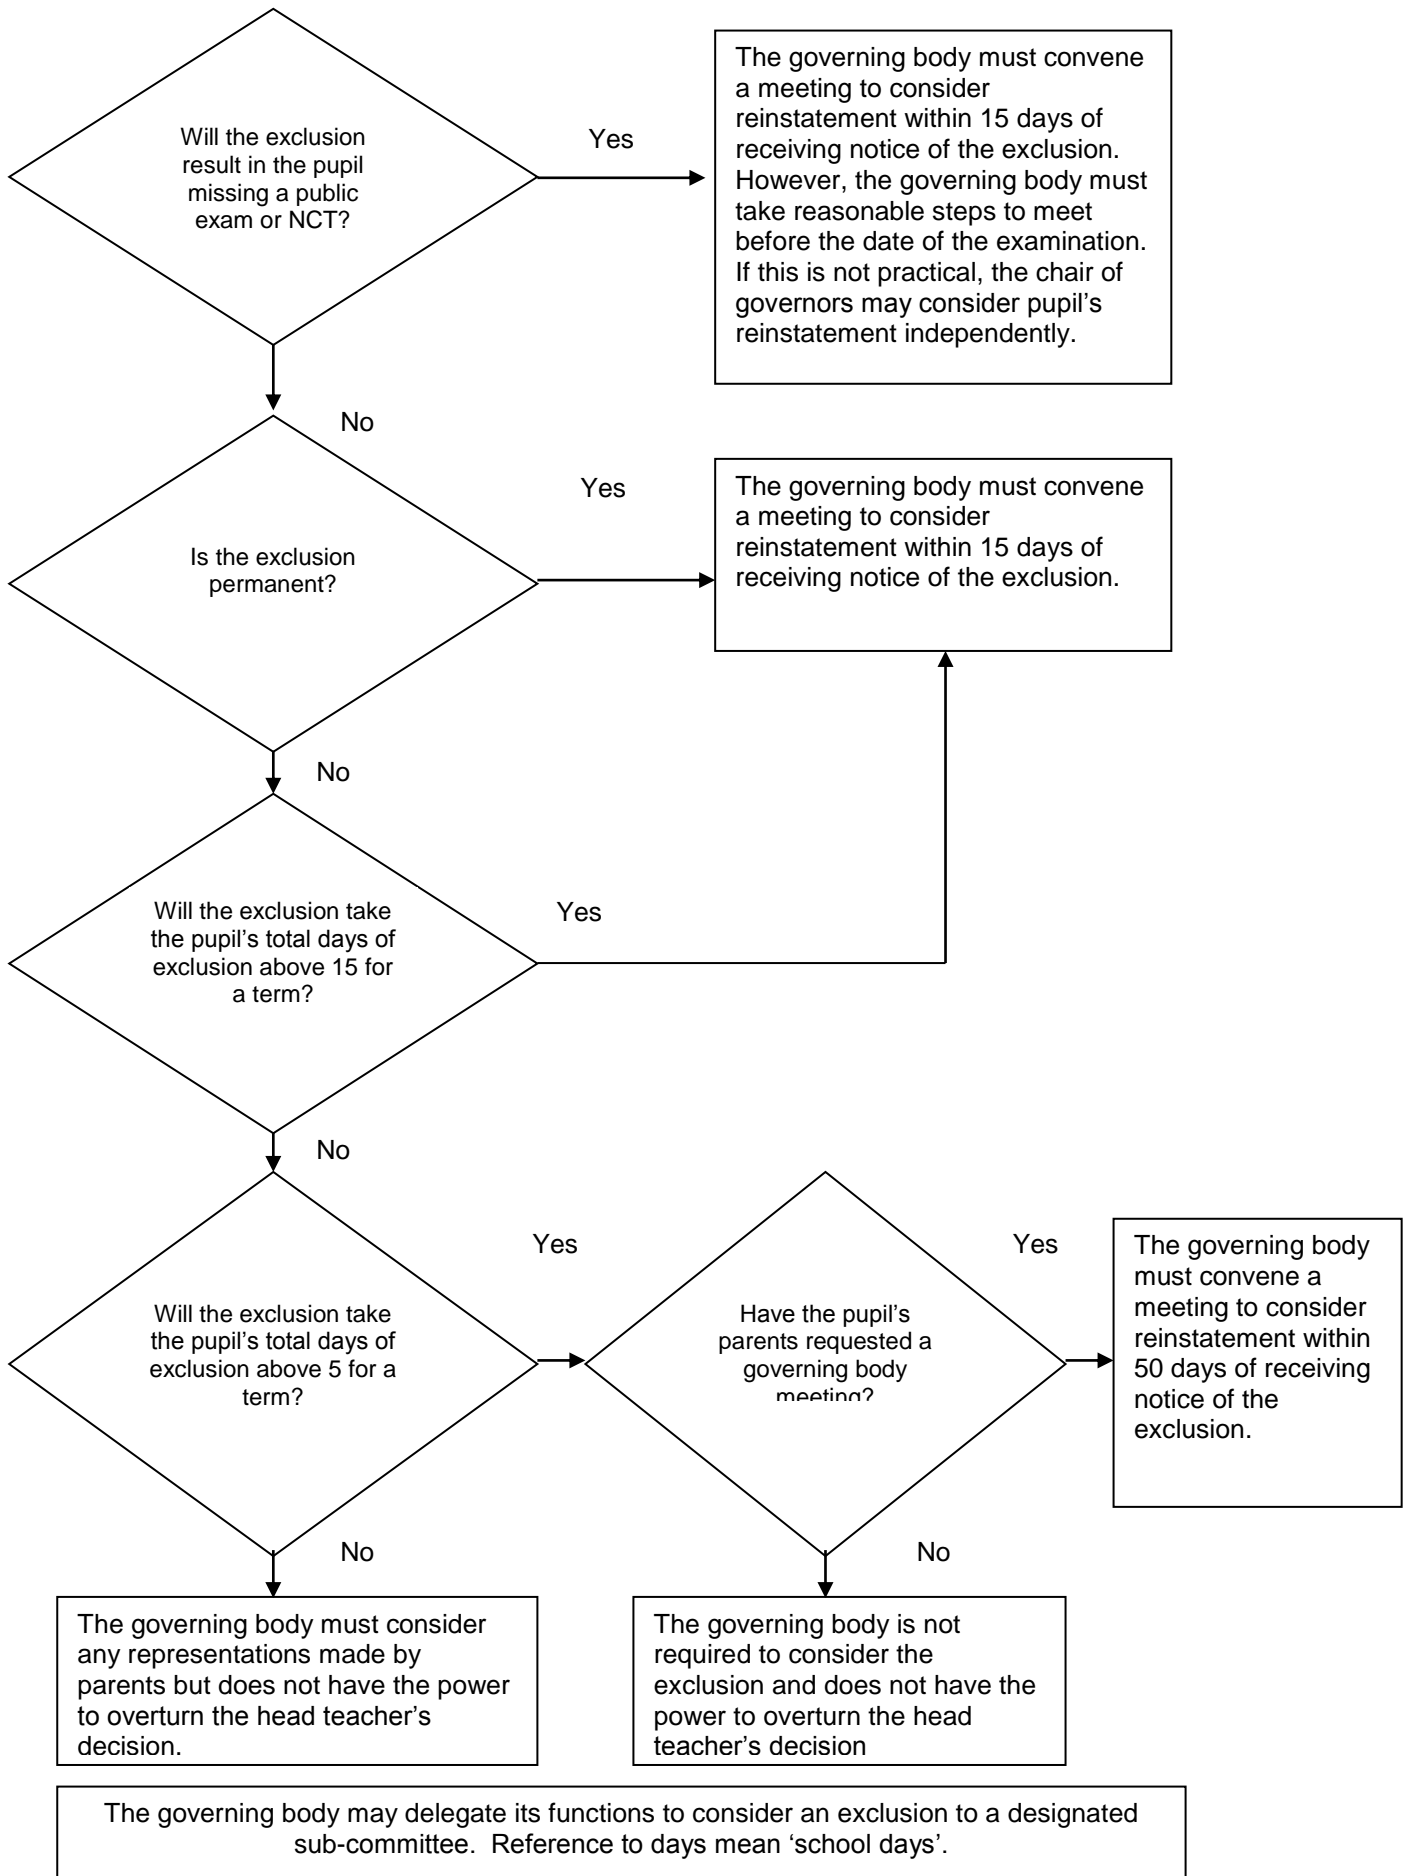 Will the exclusion
result in the pupil
missing a public
exam or NCT?
Yes
The governing body must convene
a meeting to consider
reinstatement within 15 days of
receiving notice of the exclusion.
However, the governing body must
take reasonable steps to meet
before the date of the examination.
If this is not practical, the chair of
governors may consider pupil’s
reinstatement independently.
No
Is the exclusion
permanent?
Yes
The governing body must convene
a meeting to consider
reinstatement within 15 days of
receiving notice of the exclusion.
No
Will the exclusion take
the pupil’s total days of
exclusion above 15 for
a term?
Yes
No
Will the exclusion take
the pupil’s total days of
exclusion above 5 for a
term?
Yes
Have the pupil’s
parents requested a
governing body
meeting?
Yes
The governing body
must convene a
meeting to consider
reinstatement within
50 days of receiving
notice of the
exclusion.
No
The governing body must consider
any representations made by
parents but does not have the power
to overturn the head teacher’s
decision.
No
The governing body is not
required to consider the
exclusion and does not have the
power to overturn the head
teacher’s decision
The governing body may delegate its functions to consider an exclusion to a designated
sub-committee.  Reference to days mean ‘school days’.